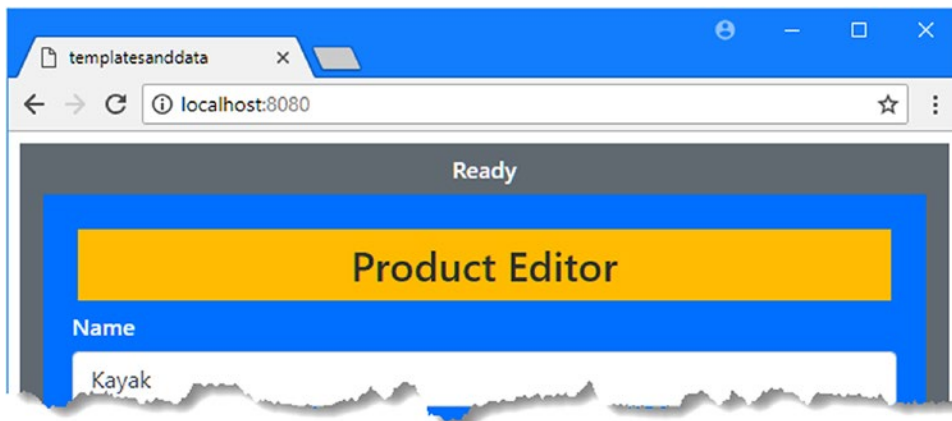 templatesanddata
localhost:8080
Ready
Product Editor
Name
Kayak